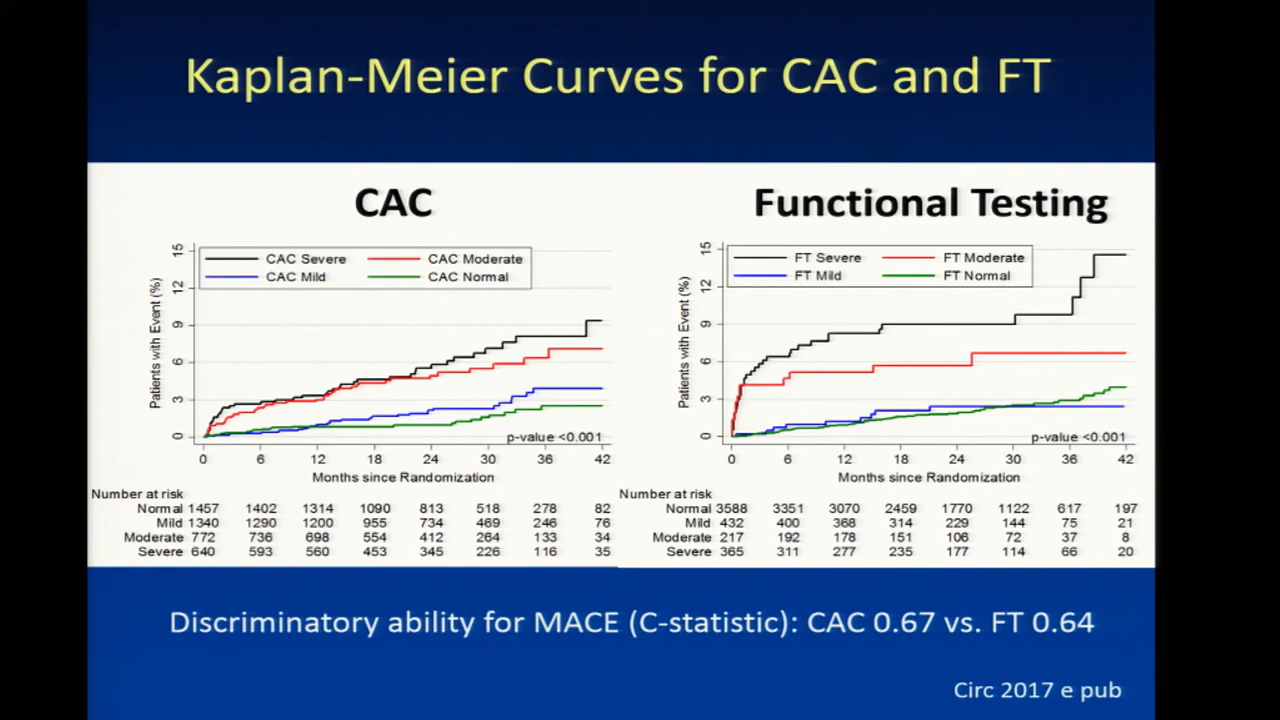 Kaplan-Meier Curves for CAC and FT
CAC
CAC Severe CAC Moderate
CAC Mild CAC Normal
Patients with Event (%)
15
12
9
6
3
0
p-value <0.001
0 6 12 18 24 30 36 42
Months since Randomization
Number at risk
Normal 1457 1402 1314 1090 813 518 278 82
Mild 1340 1290 1200 955 734 469 246 76
Moderate 772 736 698 554 412 264 133 34
Severe 640 593 560 453 345 226 116 35
Functional Testing
FT Severe FT Moderate
FT Mild FT Normal
Patients with Event (%)
15
12
9
6
3
0
p-value <0.001
0 6 12 18 24 30 36 42
Months since Randomization
Number at risk
Normal 3588 3351 3070 2459 1770 1122 617 197
Mild 432 400 368 314 229 144 75 21
Moderate 217 192 178 151 106 72 37 8
Severe 365 311 277 235 177 114 66 20
Discriminatory ability for MACE (C-statistic): CAC 0.67 vs. FT 0.64
Circ 2017 e pub